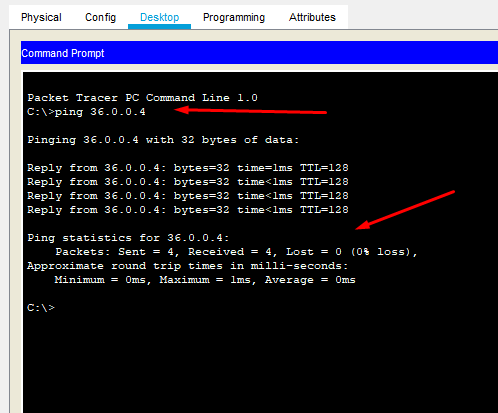 Physical Config Desktop Programming Attributes
Command Prompt
Packet Tracer PC Command Line 1.0
C:\>ping 36.0.0.4
Pinging 36.0.0.4 with 32 bytes of data:
Reply from 36.0.0.4: bytes=32 time=1ms TTL=128
Reply from 36.0.0.4: bytes=32 time<1ms TTL=128
Reply from 36.0.0.4: bytes=32 time<1ms TTL=128
Reply from 36.0.0.4: bytes=32 time<1ms TTL=128
Ping statistics for 36.0.0.4:
Packets: Sent = 4, Received = 4, Lost = 0 (0% loss),
Approximate round trip times in milli-seconds:
Minimum = 0ms, Maximum = 1ms, Average = 0ms
C:\>